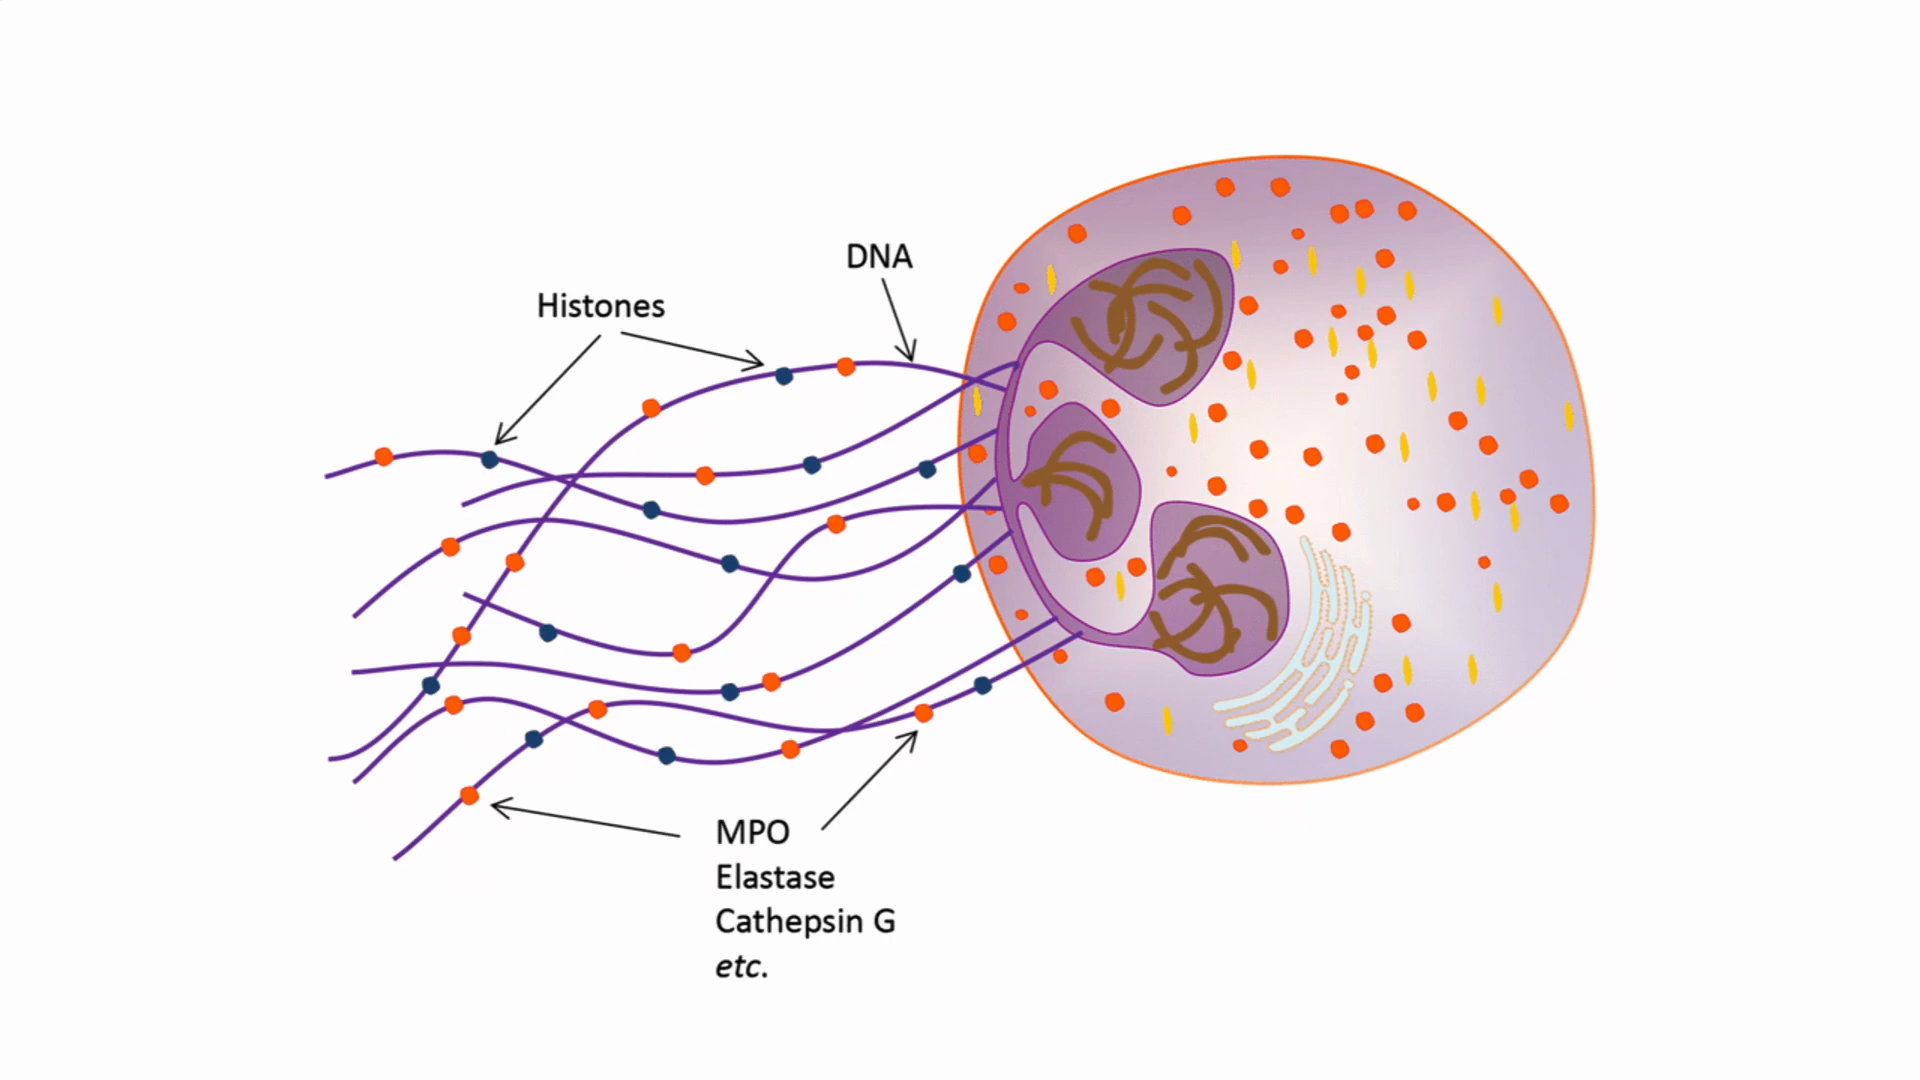 DNA
Histones
MPO
Elastase
Cathepsin G
etc.